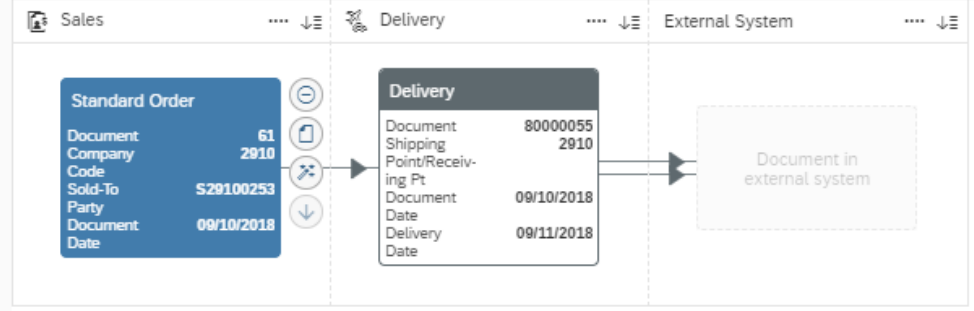 Sales
Delivery
External System
Standard Order
Document 61
Company 2910
Code
Sold-To S29100253
Party
Document 09/10/2018
Date
Delivery
Document 80000055
Shipping 2910
Point/Receiv-
ing Pt
Document 09/10/2018
Date
Delivery 09/11/2018
Date
Document in
external system